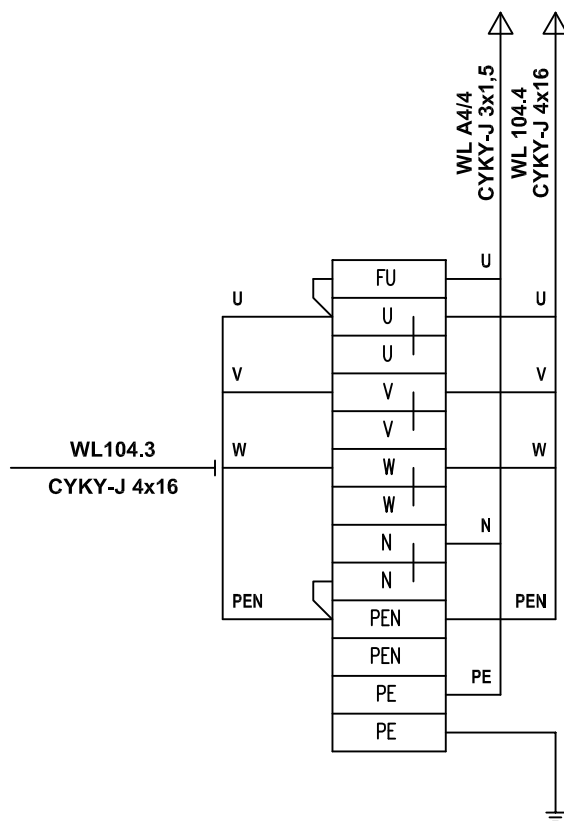 WL A4/4
CYKY-J 3x1,5
WL 104.4
CYKY-J 4x16
U
FU
U
U
U
U
V
V
V
V
WL104.3
CYKY-J 4x16
W
W
W
W
N
N
N
PEN
PEN
PEN
PEN
PE
PE
PE